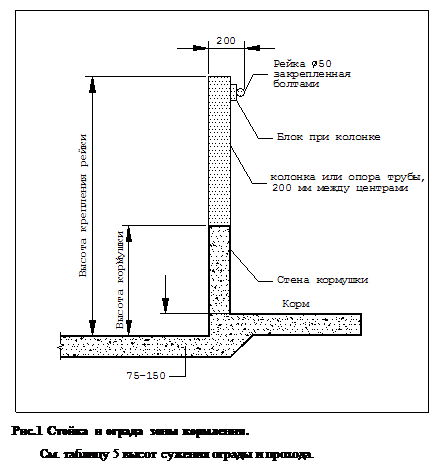 200
Рейка φ50
закрепленная
болтами
Блок при колонке
колонка или опора трубы,
200 мм между центрами
Высота крепления рейки
Высота кормушки
Стена кормушки
Корм
75-150
Рис.1 Стойка и ограда зоны кормления.
См. таблицу 5 высот сужения ограды и прохода.